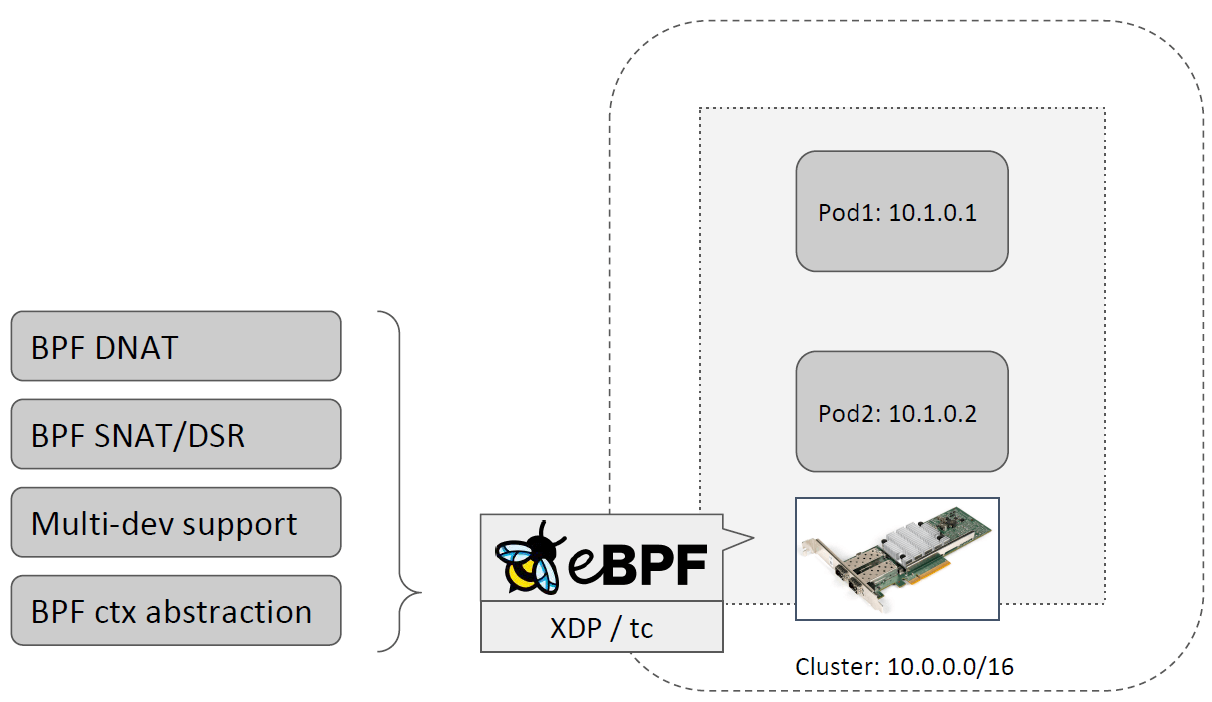 BPF DNAT
BPF SNAT/DSR
Multi-dev support
BPF ctx abstraction
eBPF
XDP / tc
Pod1: 10.1.0.1
Pod2: 10.1.0.2
Cluster: 10.0.0.0/16